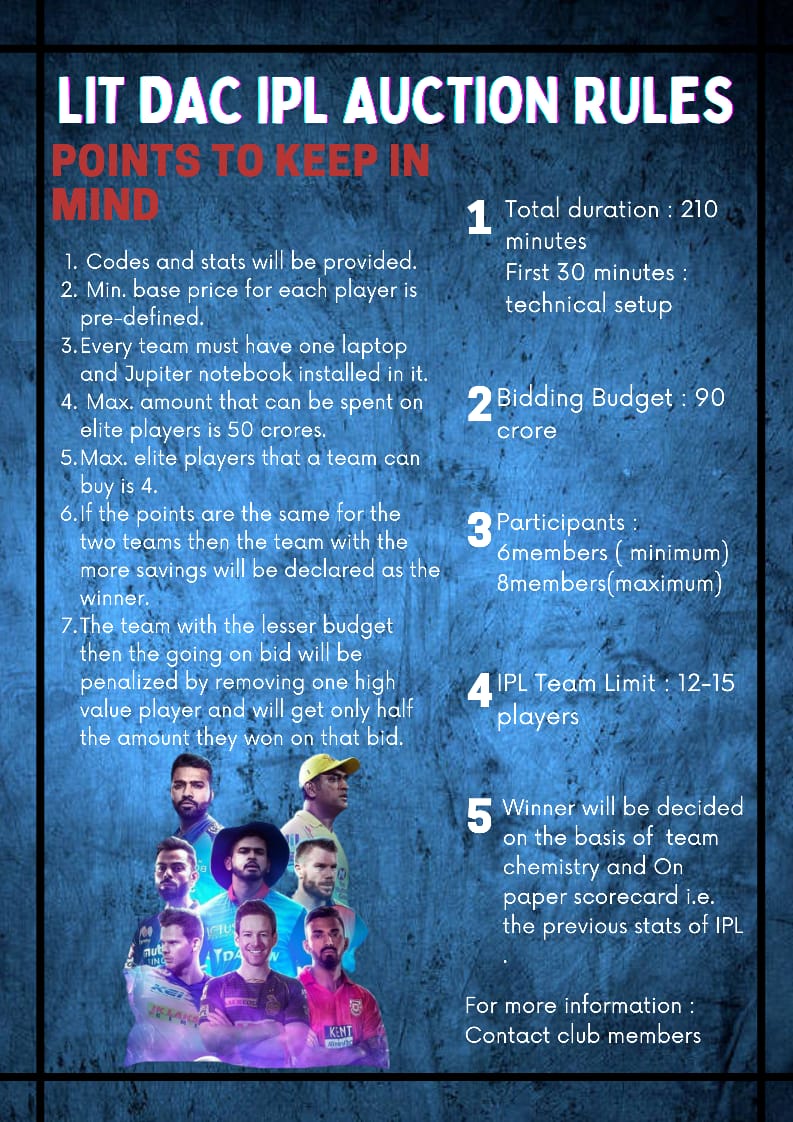 LIT DAC IPL AUCTION RULES
POINTS TO KEEP IN
MIND
1. Codes and stats will be provided.
2. Min. base price for each player is
pre-defined.
3. Every team must have one laptop
and Jupiter notebook installed in it.
4. Max. amount that can be spent on
elite players is 50 crores.
5. Max. elite players that a team can
buy is 4.
6. If the points are the same for the
two teams then the team with the
more savings will be declared as the
winner.
7. The team with the lesser budget
then the going on bid will be
penalized by removing one high
value player and will get only half
the amount they won on that bid.
1 Total duration : 210
minutes
First 30 minutes :
technical setup
2 Bidding Budget : 90
crore
3 Participants :
6members ( minimum)
8members(maximum)
4 IPL Team Limit : 12-15
players
5 Winner will be decided
on the basis of team
chemistry and On
paper scorecard i.e.
the previous stats of IPL
.
For more information :
Contact club members
KENT